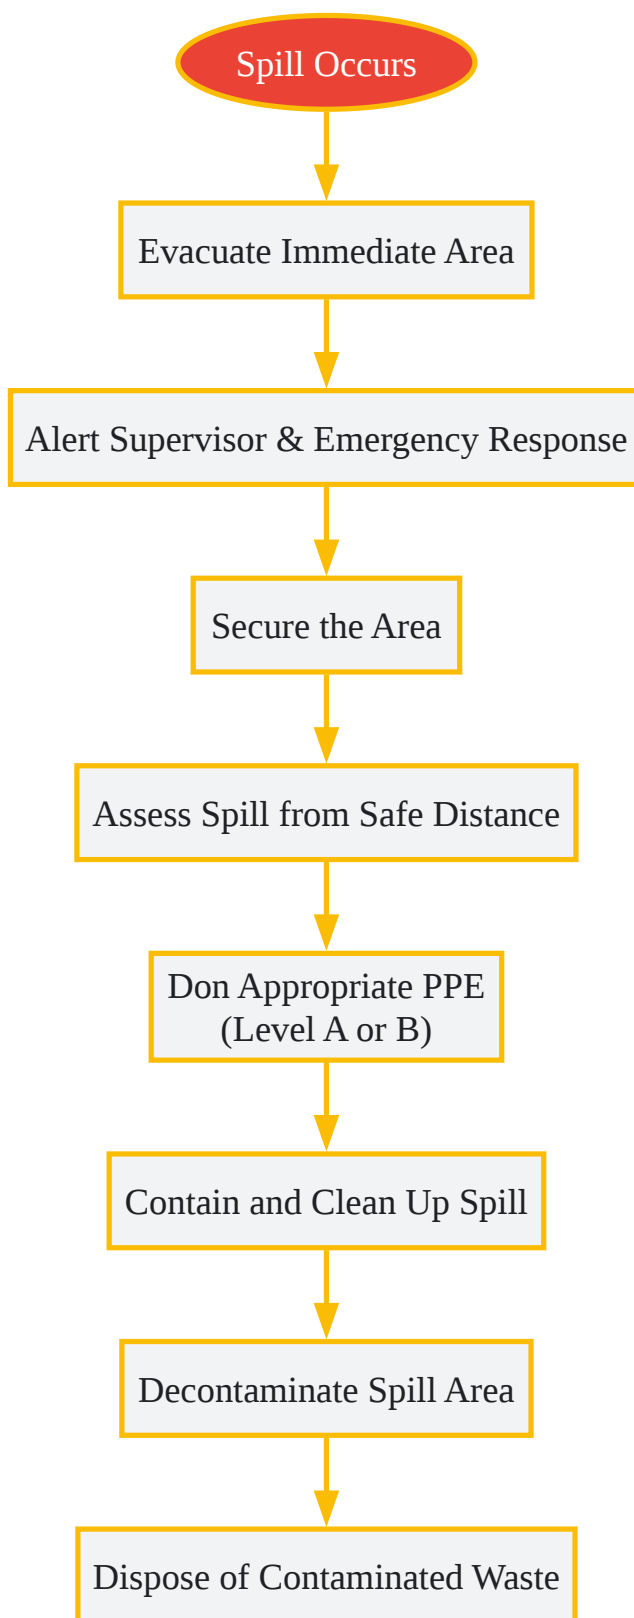 Spill Occurs
Evacuate Immediate Area
Alert Supervisor & Emergency Response
Secure the Area
Assess Spill from Safe Distance
Don Appropriate PPE
(Level A or B)
Contain and Clean Up Spill
Decontaminate Spill Area
Dispose of Contaminated Waste